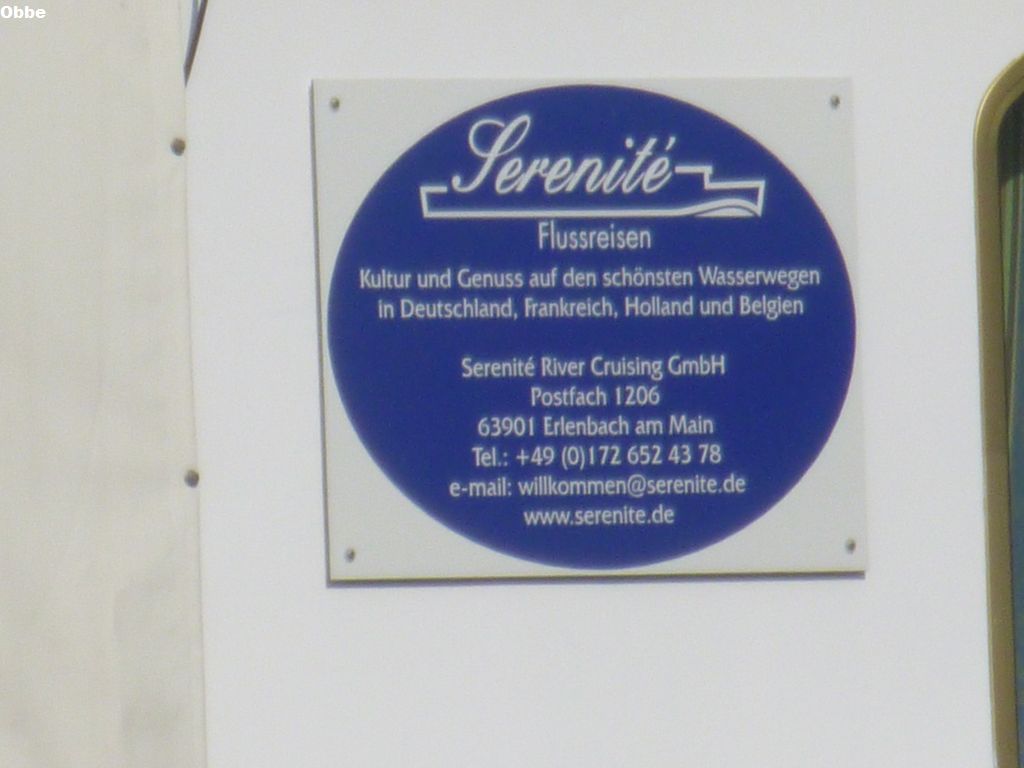 Obbe
Serenité
Flussreisen
Kultur und Genuss auf den schönsten Wasserwegen
in Deutschland, Frankreich, Holland und Belgien
Serenité River Cruising GmbH
Postfach 1206
63901 Erlenbach am Main
Tel.: +49 (0)172 652 43 78
e-mail: willkommen@serenite.de
www.serenite.de